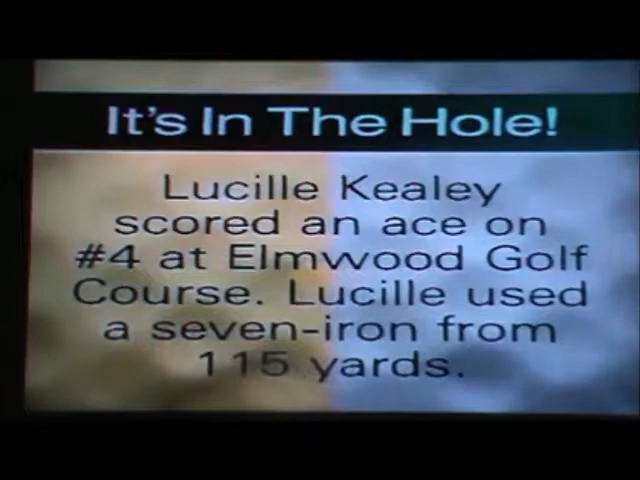 It's In The Hole!
Lucille Kealey
scored an ace on
#4 at Elmwood Golf
Course. Lucille used
a seven-iron from
115 yards.